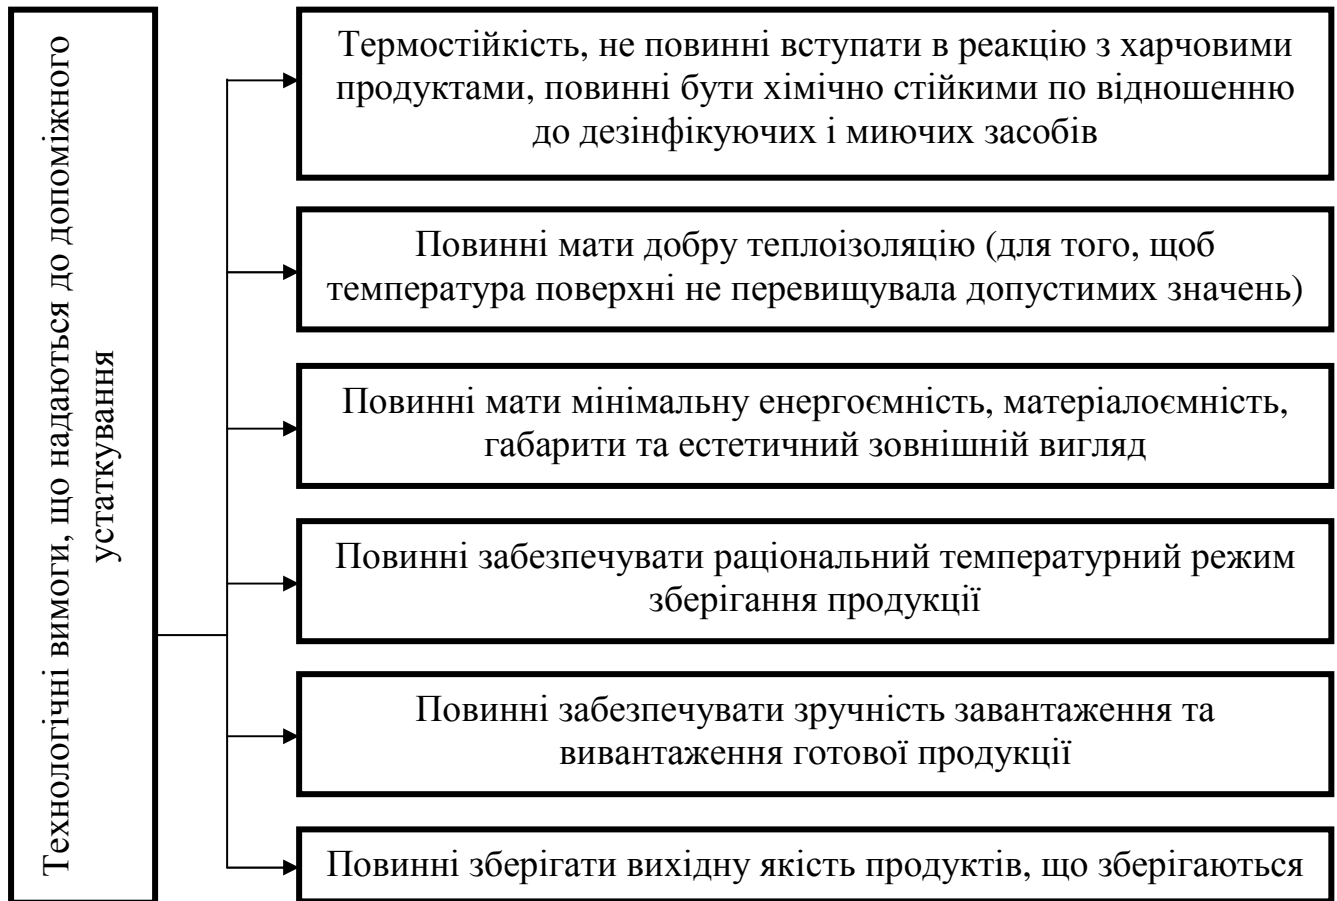 Технологічні вимоги, що надаються до допоміжного
устаткування
Термостійкість, не повинні вступати в реакцію з харчовими
продуктами, повинні бути хімічно стійкими по відношенню
до дезінфікуючих і миючих засобів
Повинні мати добру теплоізоляцію (для того, щоб
температура поверхні не перевищувала допустимих значень)
Повинні мати мінімальну енергоємність, матеріалоємність,
габарити та естетичний зовнішній вигляд
Повинні забезпечувати раціональний температурний режим
зберігання продукції
Повинні забезпечувати зручність завантаження та
вивантаження готової продукції
Повинні зберігати вихідну якість продуктів, що зберігаються